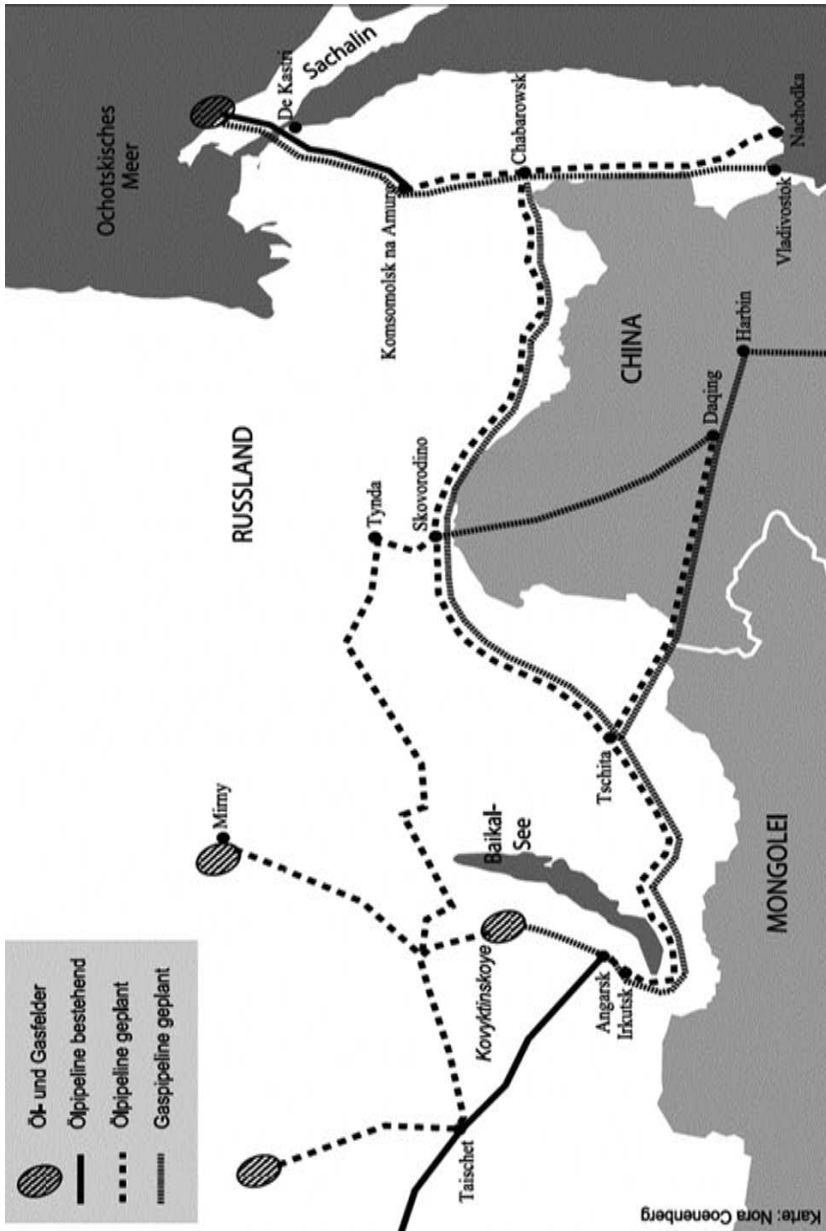 Öl- und Gasfelder
Ölpipeline bestehend
Ölpipeline geplant
Gaspipeline geplant
Ochotskisches
Meer
Sachalin
De Kastri
Komsomolsk na Amure
Chabarowsk
Nachodka
Vladivostok
RUSSLAND
CHINA
Harbin
Daqing
Tynda
Skovorodino
Mirny
Tschita
Baikal-
See
MONGOLEI
Kovyktinskoye
Angarsk
Irkutsk
Taischet
Karte: Nora Coenenberg